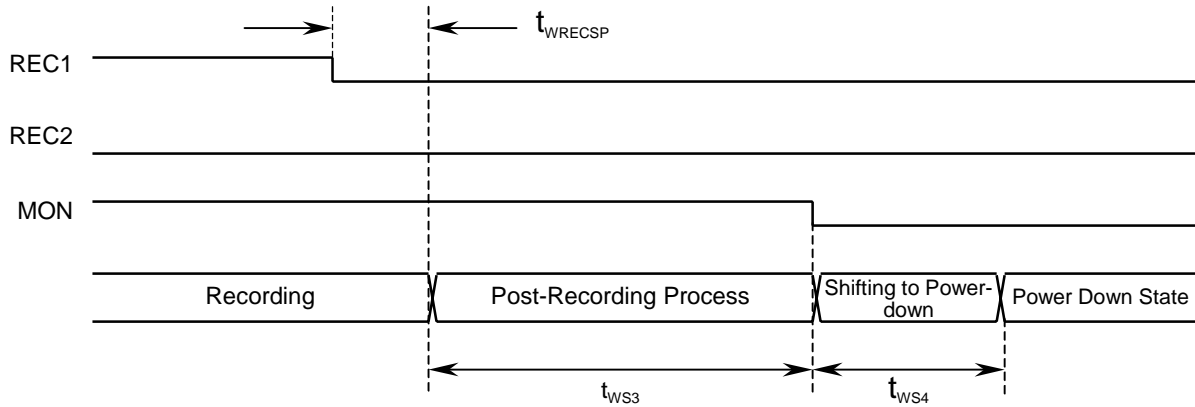 tWRECSP
REC1
REC2
MON
Recording
Post-Recording Process
Shifting to Power-
down
Power Down State
tWS3
tWS4